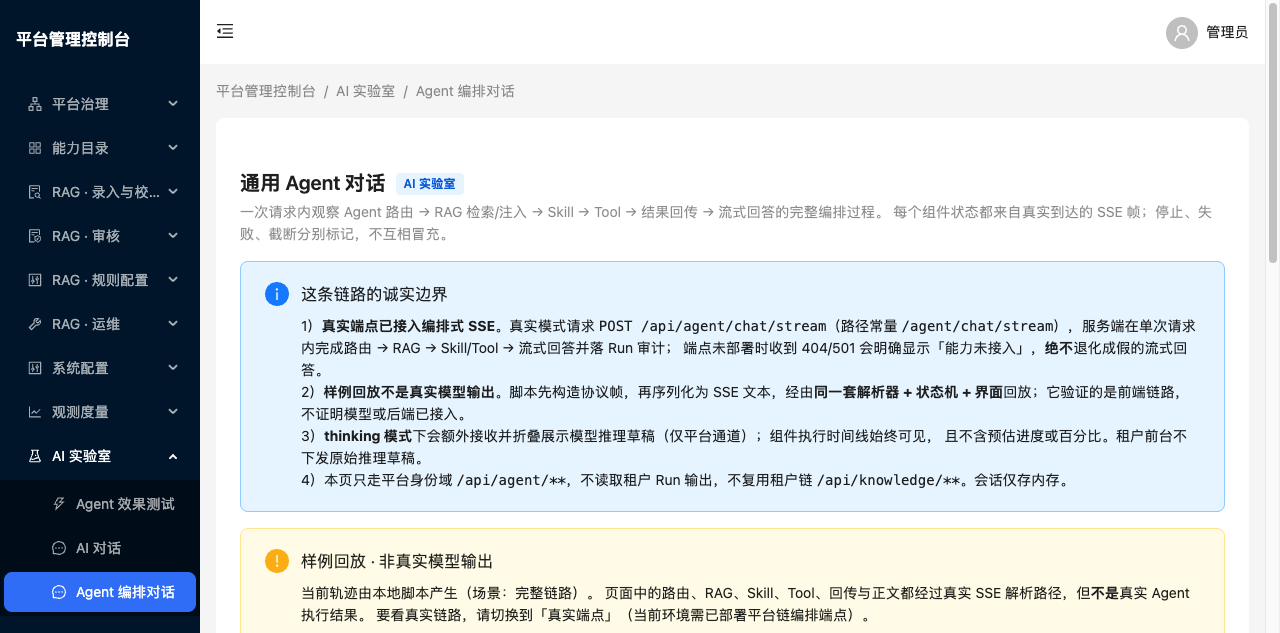 平台管理控制台
管理员
平台治理
能力目录
RAG · 录入与校...
RAG · 审核
RAG · 规则配置
RAG · 运维
系统配置
观测度量
AI 实验室
Agent 效果测试
AI 对话
Agent 编排对话
平台管理控制台 / AI 实验室 / Agent 编排对话
通用 Agent 对话 AI 实验室
一次请求内观察 Agent 路由 → RAG 检索/注入 → Skill → Tool → 结果回传 → 流式回答的完整编排过程。 每个组件状态都来自真实到达的 SSE 帧；停止、失
败、截断分别标记，不互相冒充。
这条链路的诚实边界
1）真实端点已接入编排式 SSE。真实模式请求 POST /api/agent/chat/stream（路径常量 /agent/chat/stream），服务端在单次请求
内完成路由 → RAG → Skill/Tool → 流式回答并落 Run 审计； 端点未部署时收到 404/501 会明确显示「能力未接入」，绝不退化成假的流式回
答。
2）样例回放不是真实模型输出。脚本先构造协议帧，再序列化为 SSE 文本，经由同一套解析器 + 状态机 + 界面回放；它验证的是前端链路，
不证明模型或后端已接入。
3）thinking 模式下会额外接收并折叠展示模型推理草稿（仅平台通道）；组件执行时间线始终可见， 且不含预估进度或百分比。租户前台不
下发原始推理草稿。
4）本页只走平台身份域 /api/agent/**，不读取租户 Run 输出，不复用租户链 /api/knowledge/**。会话仅存内存。
样例回放 · 非真实模型输出
当前轨迹由本地脚本产生（场景：完整链路）。 页面中的路由、RAG、Skill、Tool、回传与正文都经过真实 SSE 解析路径，但不是真实 Agent
执行结果。 要看真实链路，请切换到「真实端点」（当前环境需已部署平台链编排端点）。